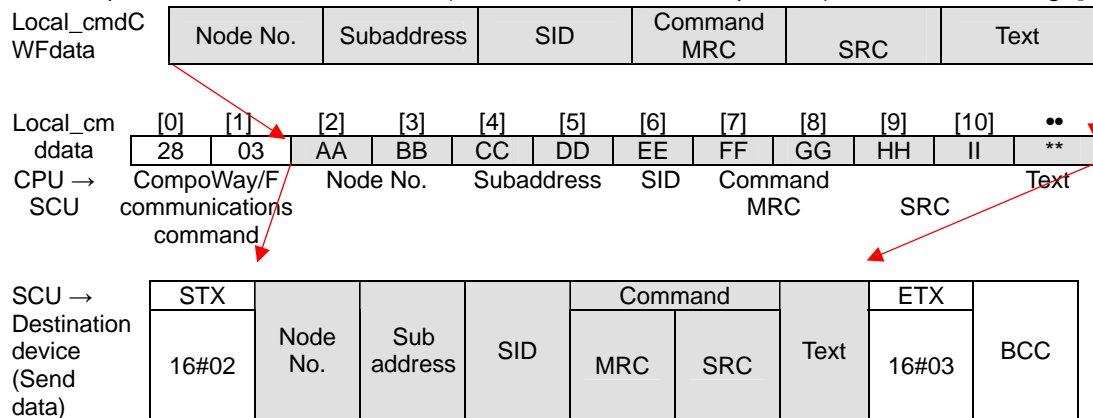 Local_cmdC
WFdata
Node No. Subaddress SID Command MRC SRC Text
Local_cm
ddata
[0] [1] [2] [3] [4] [5] [6] [7] [8] [9] [10] ••
28 03 AA BB CC DD EE FF GG HH II **
CPU →
SCU
CompoWay/F
communications
command
Node No. Subaddress SID Command
MRC SRC
Text
SCU →
Destination
device
(Send
data)
STX
16#02
Node
No.
Sub
address
SID
Command
MRC SRC
Text
ETX
16#03
BCC